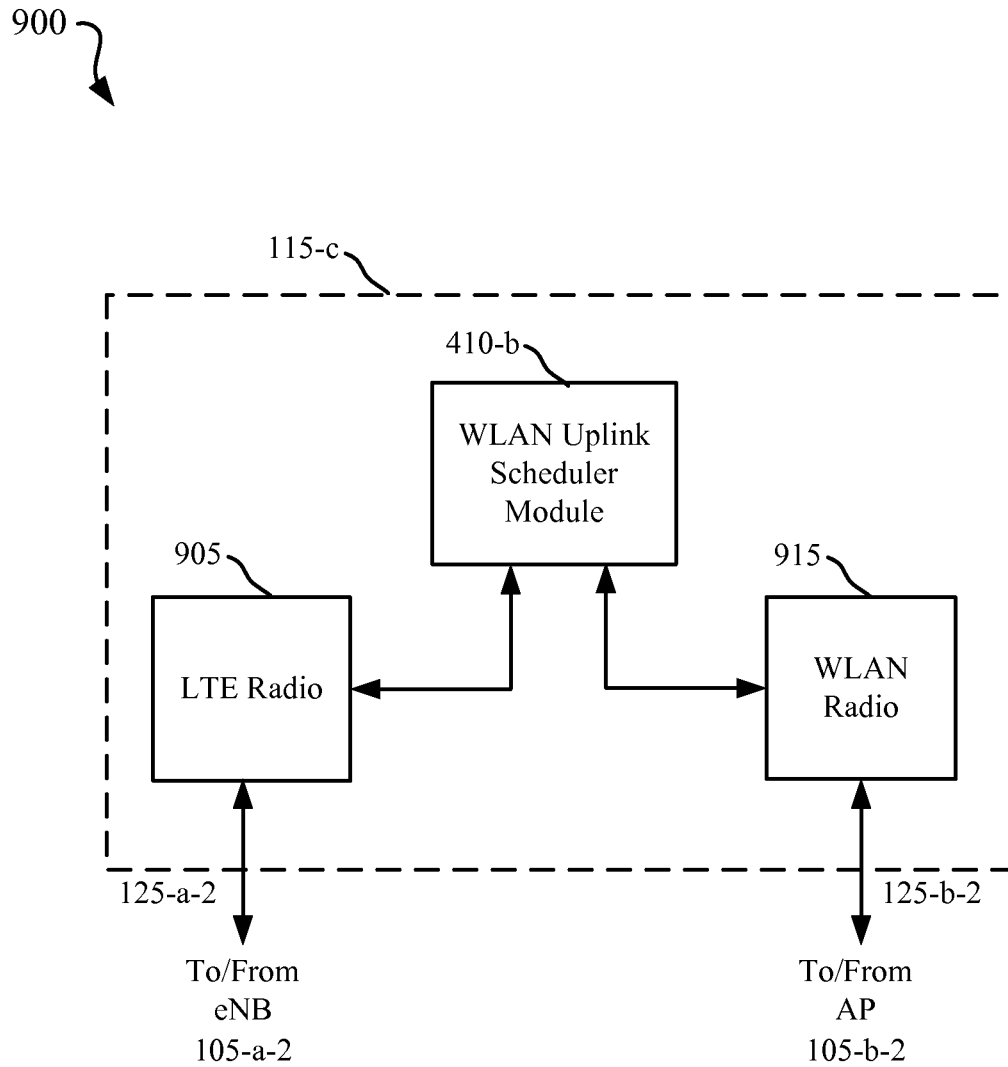 900
115-c
410-b
WLAN Uplink
Scheduler
Module
905
915
LTE Radio
WLAN
Radio
125-a-2
125-b-2
To/From
eNB
105-a-2
To/From
AP
105-b-2